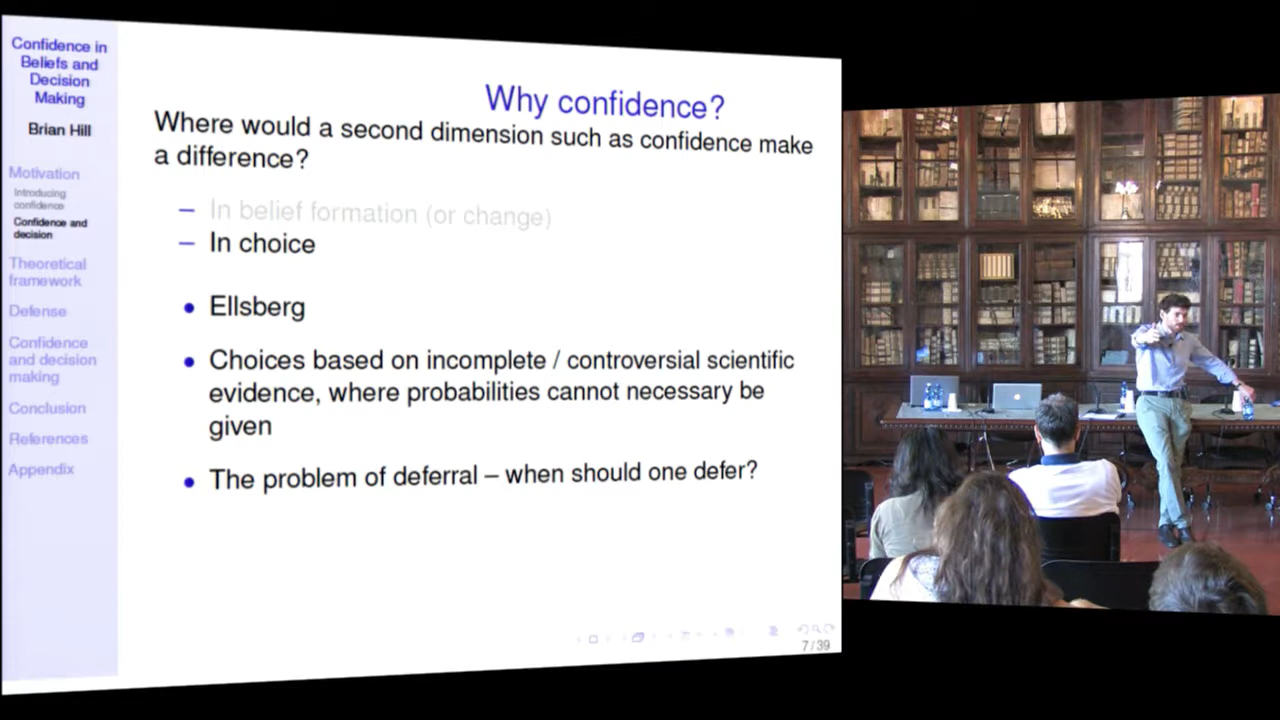 Confidence in
Beliefs and
Decision
Making
Brian Hill
Motivation
Introducing
confidence
Confidence and
decision
Theoretical
framework
Defense
Confidence
and decision
making
Conclusion
References
Appendix
Why confidence?
Where would a second dimension such as confidence make
a difference?
– In belief formation (or change)
– In choice
• Ellsberg
• Choices based on incomplete / controversial scientific
evidence, where probabilities cannot necessary be
given
• The problem of deferral – when should one defer?
7/39